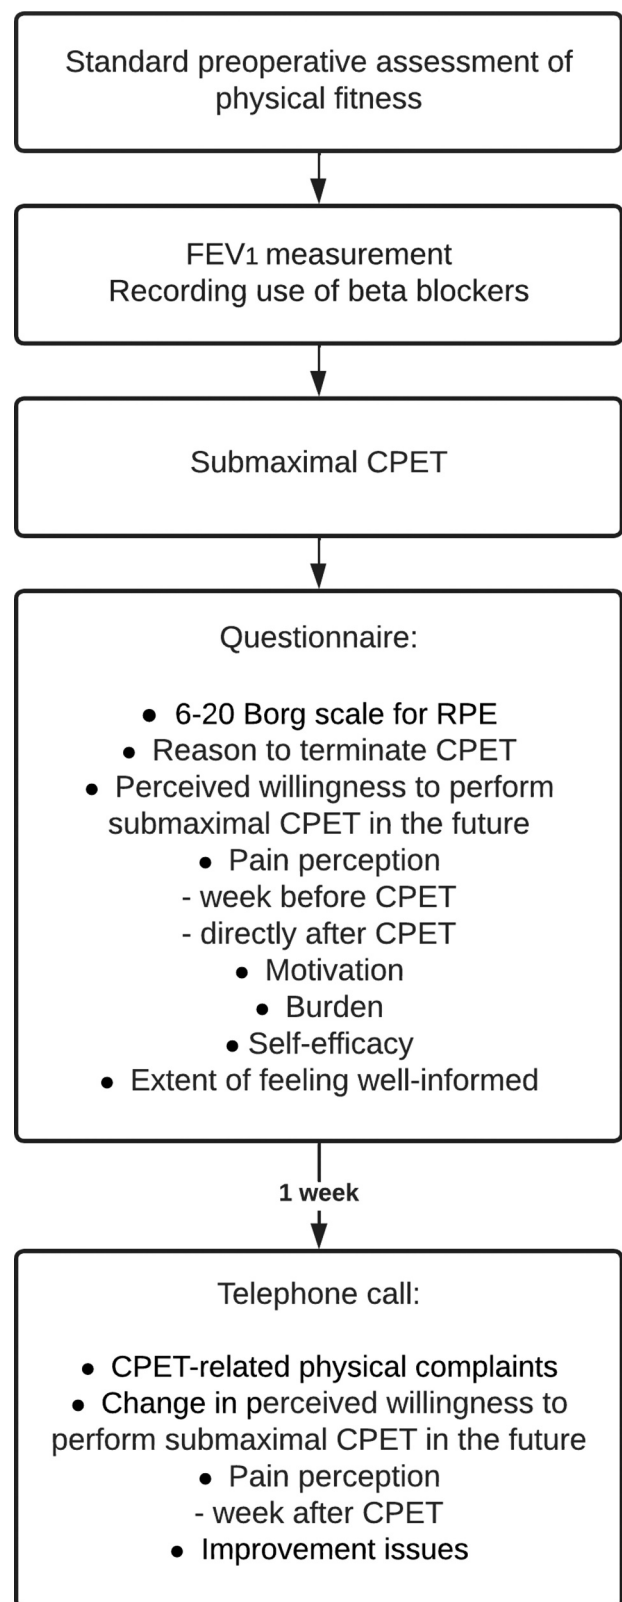 Standard preoperative assessment of
physical fitness
FEV1 measurement
Recording use of beta blockers
Submaximal CPET
Questionnaire:
● 6-20 Borg scale for RPE
● Reason to terminate CPET
● Perceived willingness to perform
submaximal CPET in the future
● Pain perception
- week before CPET
- directly after CPET
● Motivation
● Burden
● Self-efficacy
● Extent of feeling well-informed
1 week
Telephone call:
● CPET-related physical complaints
● Change in perceived willingness to
perform submaximal CPET in the future
● Pain perception
- week after CPET
● Improvement issues